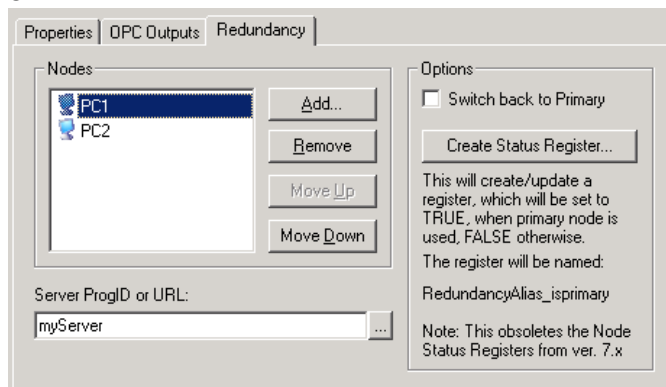 Properties
OPC Outputs
Redundancy
Nodes
PC1
PC2
Add...
Remove
Move Up
Move Down
Server ProgID or URL:
myServer
...
Options
Switch back to Primary
Create Status Register...
This will create/update a
register, which will be set to
TRUE, when primary node is
used, FALSE otherwise.
The register will be named:
RedundancyAlias_isprimary
Note: This obsoletes the Node
Status Registers from ver. 7.x